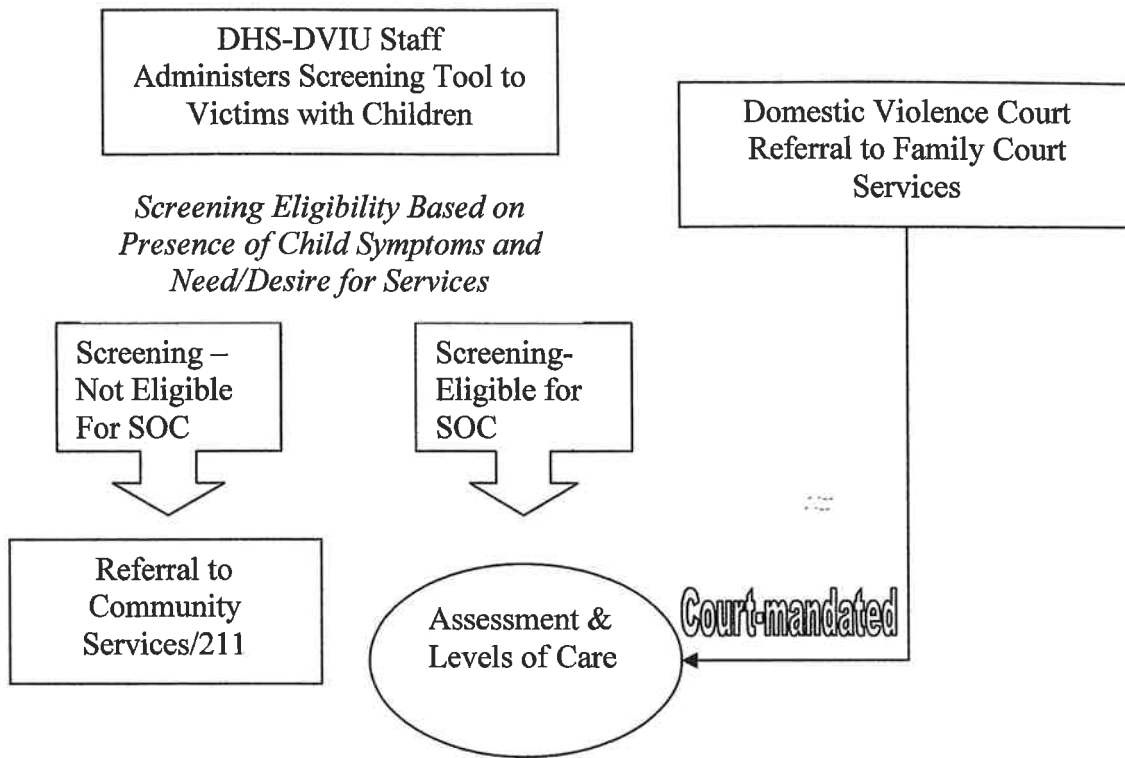 DHS-DVIU Staff
Administers Screening Tool to
Victims with Children
Domestic Violence Court
Referral to Family Court
Services
Screening Eligibility Based on
Presence of Child Symptoms and
Need/Desire for Services
Screening –
Not Eligible
For SOC
Screening-
Eligible for
SOC
Referral to
Community
Services/211
Assessment &
Levels of Care
Court-mandated